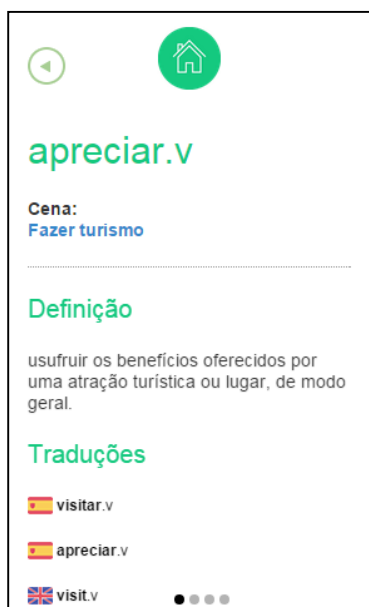 apreciar.v
Cena:
Fazer turismo
Definição
usufruir os benefícios oferecidos por
uma atração turística ou lugar, de modo
geral.
Traduções
visitar.v
apreciar.v
visit.v